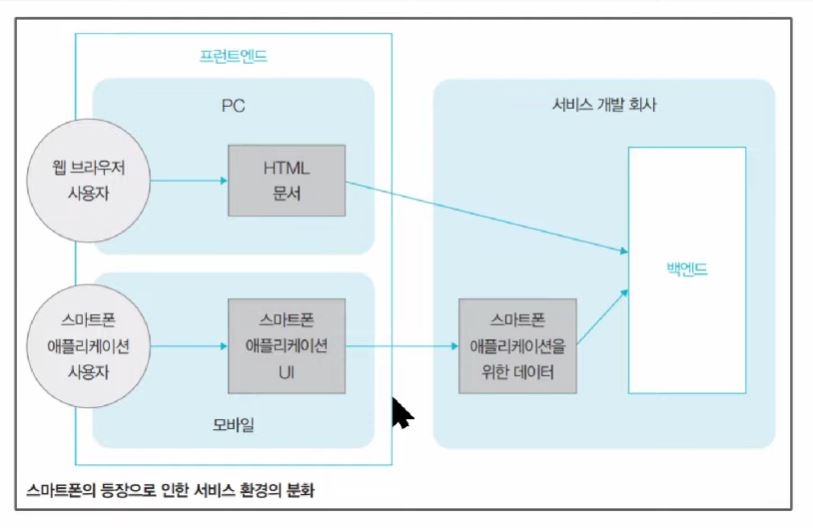 프런트엔드
PC
웹 브라우저
사용자
HTML
문서
스마트폰
애플리케이션
사용자
스마트폰
애플리케이션
UI
모바일
서비스 개발 회사
스마트폰
애플리케이션을
위한 데이터
백엔드
스마트폰의 등장으로 인한 서비스 환경의 분화